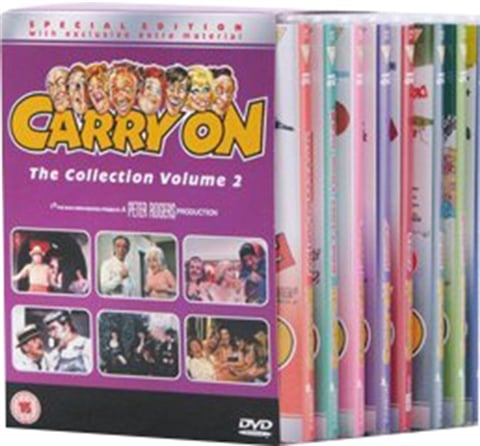 SPECIAL EDITION
with exclusive extra material
CARRY ON
The Collection Volume 2
A PETER ROGERS PRODUCTION
15
DVD